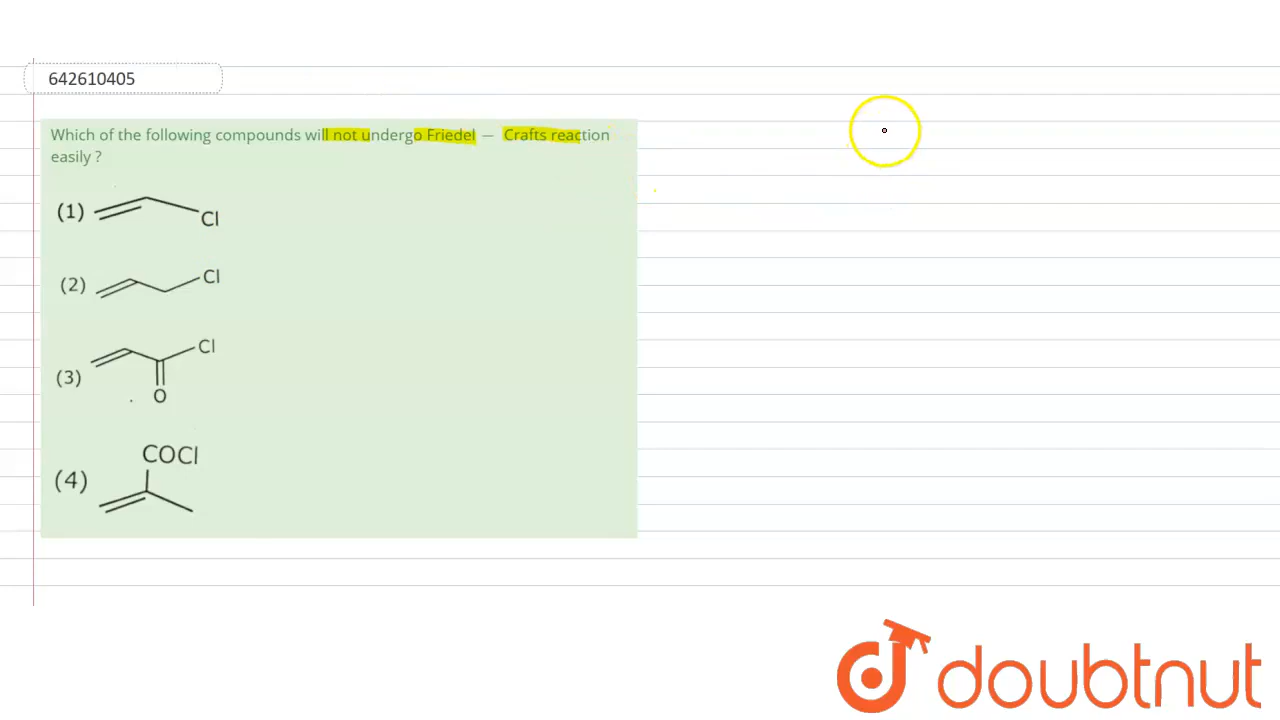 642610405
Which of the following compounds will not undergo Friedel — Crafts reaction
easily ?
(1)
Cl
(2)
Cl
(3)
Cl
O
COCl
(4)
doubtnut